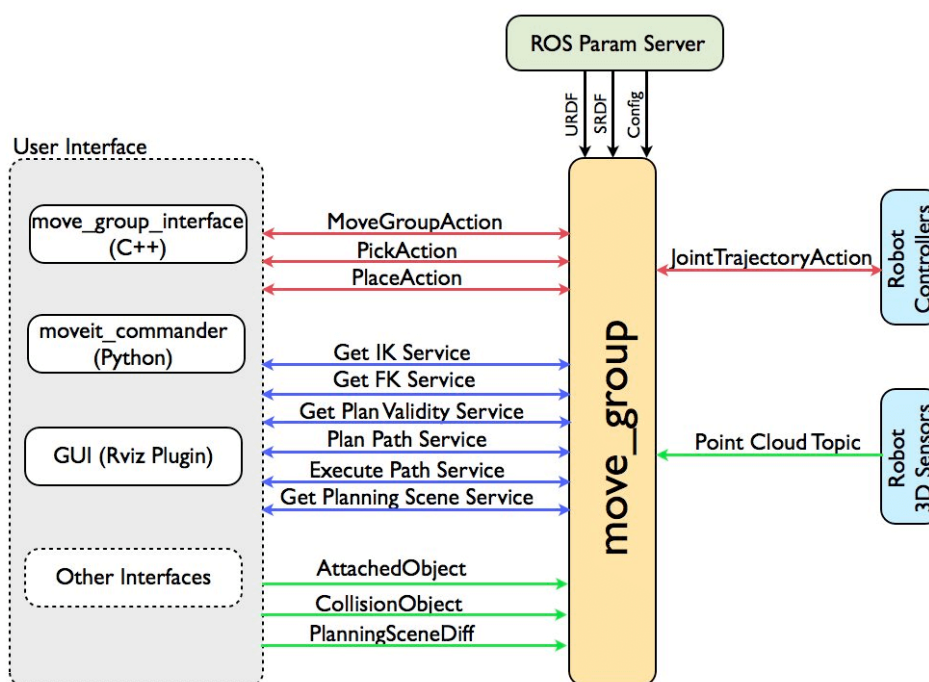 ROS Param Server
URDF
SRDF
Config
User Interface
move_group_interface
(C++)
moveit_commander
(Python)
GUI (Rviz Plugin)
Other Interfaces
MoveGroupAction
PickAction
PlaceAction
Get IK Service
Get FK Service
Get Plan Validity Service
Plan Path Service
Execute Path Service
Get Planning Scene Service
AttachedObject
CollisionObject
PlanningSceneDiff
move_group
JointTrajectoryAction
Point Cloud Topic
Robot
Controllers
Robot
3D Sensors